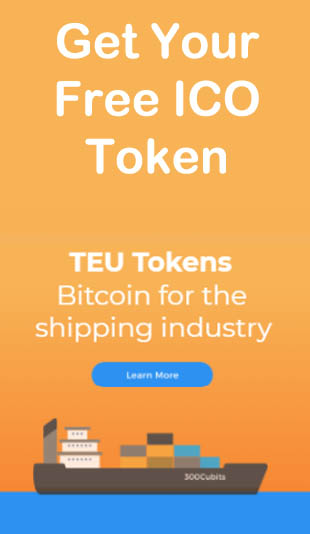 Get Your
Free ICO
Token
TEU Tokens
Bitcoin for the
shipping industry
Learn More
300Cubits